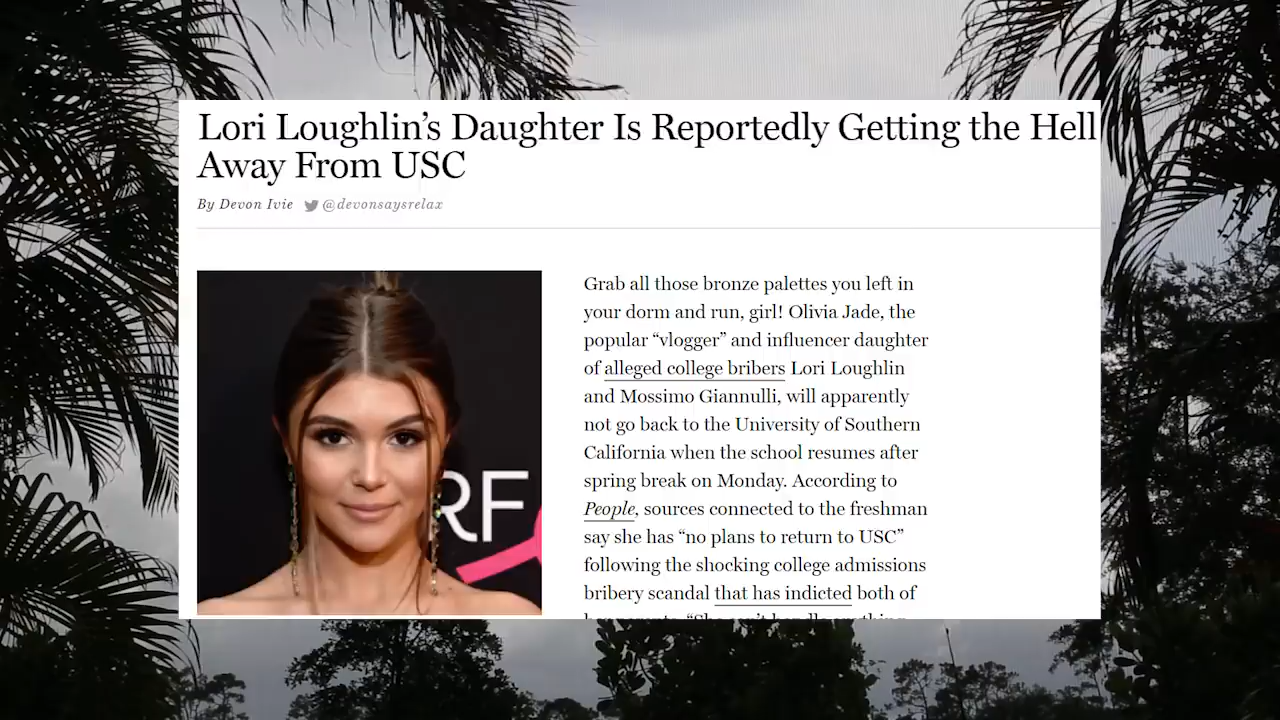 Lori Loughlin's Daughter Is Reportedly Getting the Hell
Away From USC
By Devon Ivie @devonsaysrelax
RF
Grab all those bronze palettes you left in
your dorm and run, girl! Olivia Jade, the
popular “vlogger” and influencer daughter
of alleged college bribers Lori Loughlin
and Mossimo Giannulli, will apparently
not go back to the University of Southern
California when the school resumes after
spring break on Monday. According to
People, sources connected to the freshman
say she has “no plans to return to USC”
following the shocking college admissions
bribery scandal that has indicted both of